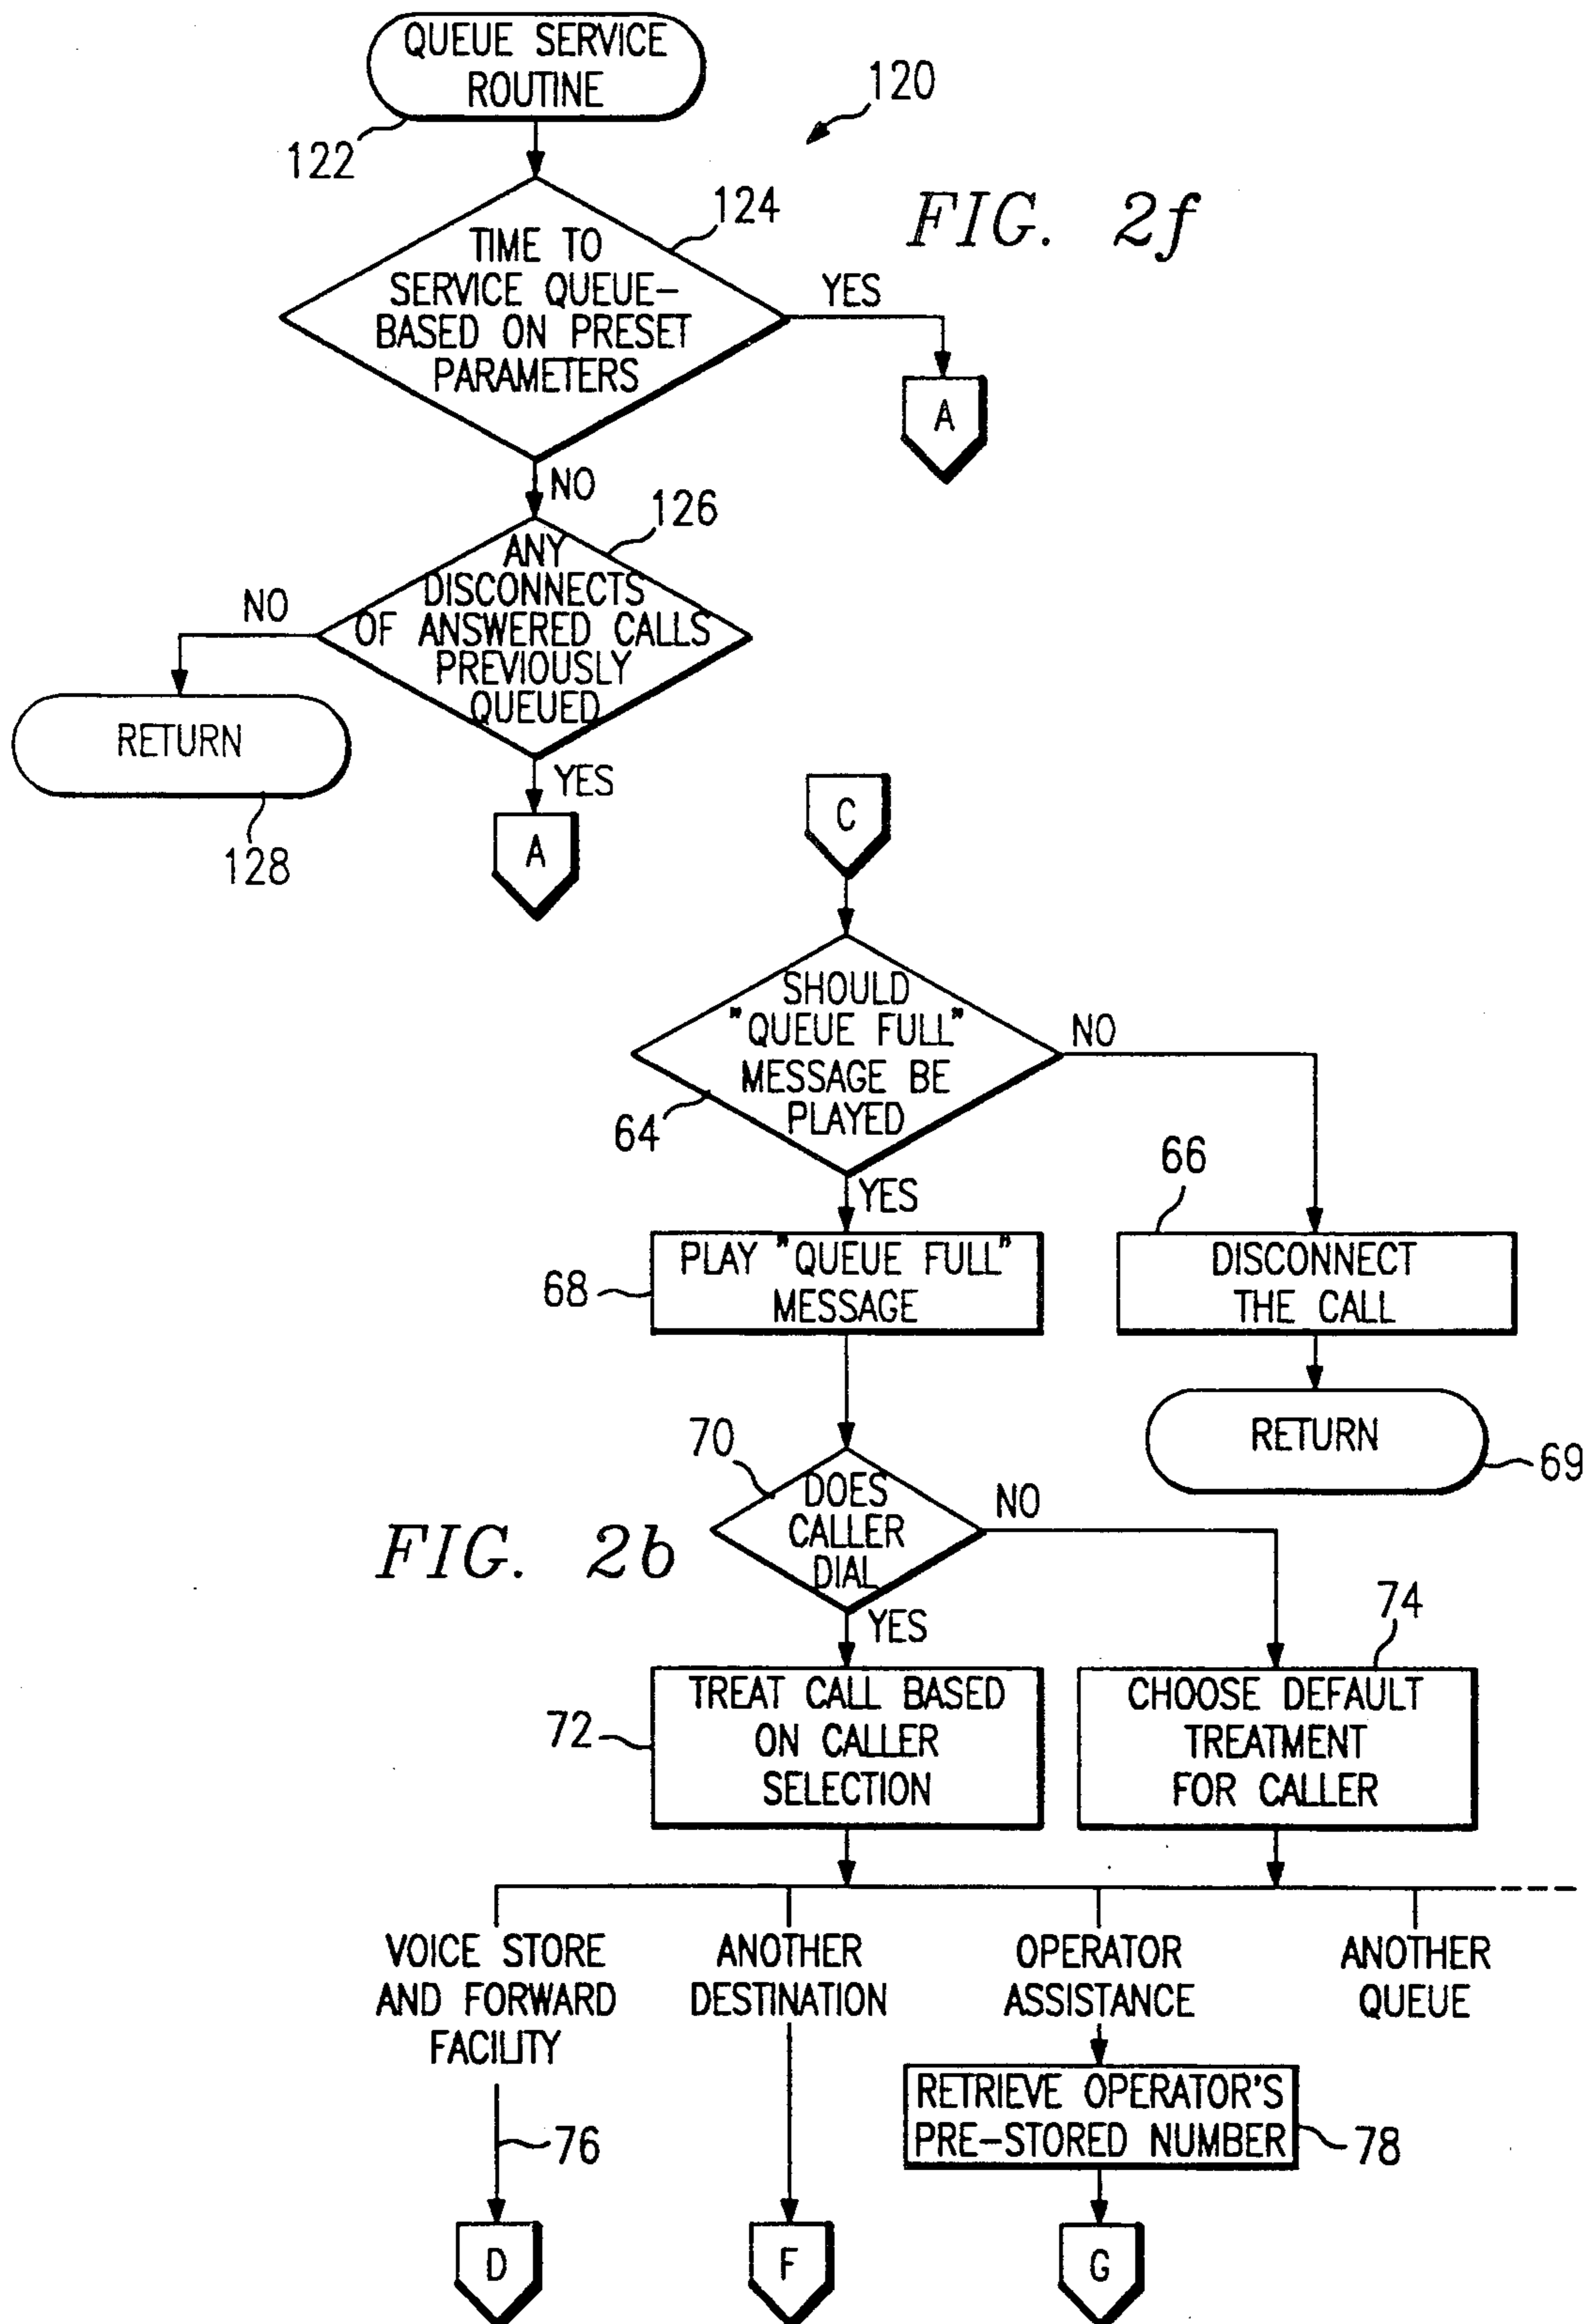 QUEUE SERVICE
ROUTINE
120
122
FIG. 2f
124
TIME TO
SERVICE QUEUE-
BASED ON PRESET
PARAMETERS
YES
A
NO
126
ANY
DISCONNECTS
OF ANSWERED CALLS
PREVIOUSLY
QUEUED
NO
RETURN
128
YES
A
C
SHOULD
"QUEUE FULL"
MESSAGE BE
PLAYED
64
NO
YES
66
PLAY "QUEUE FULL"
MESSAGE
68
DISCONNECT
THE CALL
RETURN
69
70
DOES
CALLER
DIAL
NO
FIG. 2b
YES
74
TREAT CALL BASED
ON CALLER
SELECTION
72
CHOOSE DEFAULT
TREATMENT
FOR CALLER
VOICE STORE
AND FORWARD
FACILITY
ANOTHER
DESTINATION
OPERATOR
ASSISTANCE
ANOTHER
QUEUE
RETRIEVE OPERATOR'S
PRE-STORED NUMBER
76
78
D
F
G